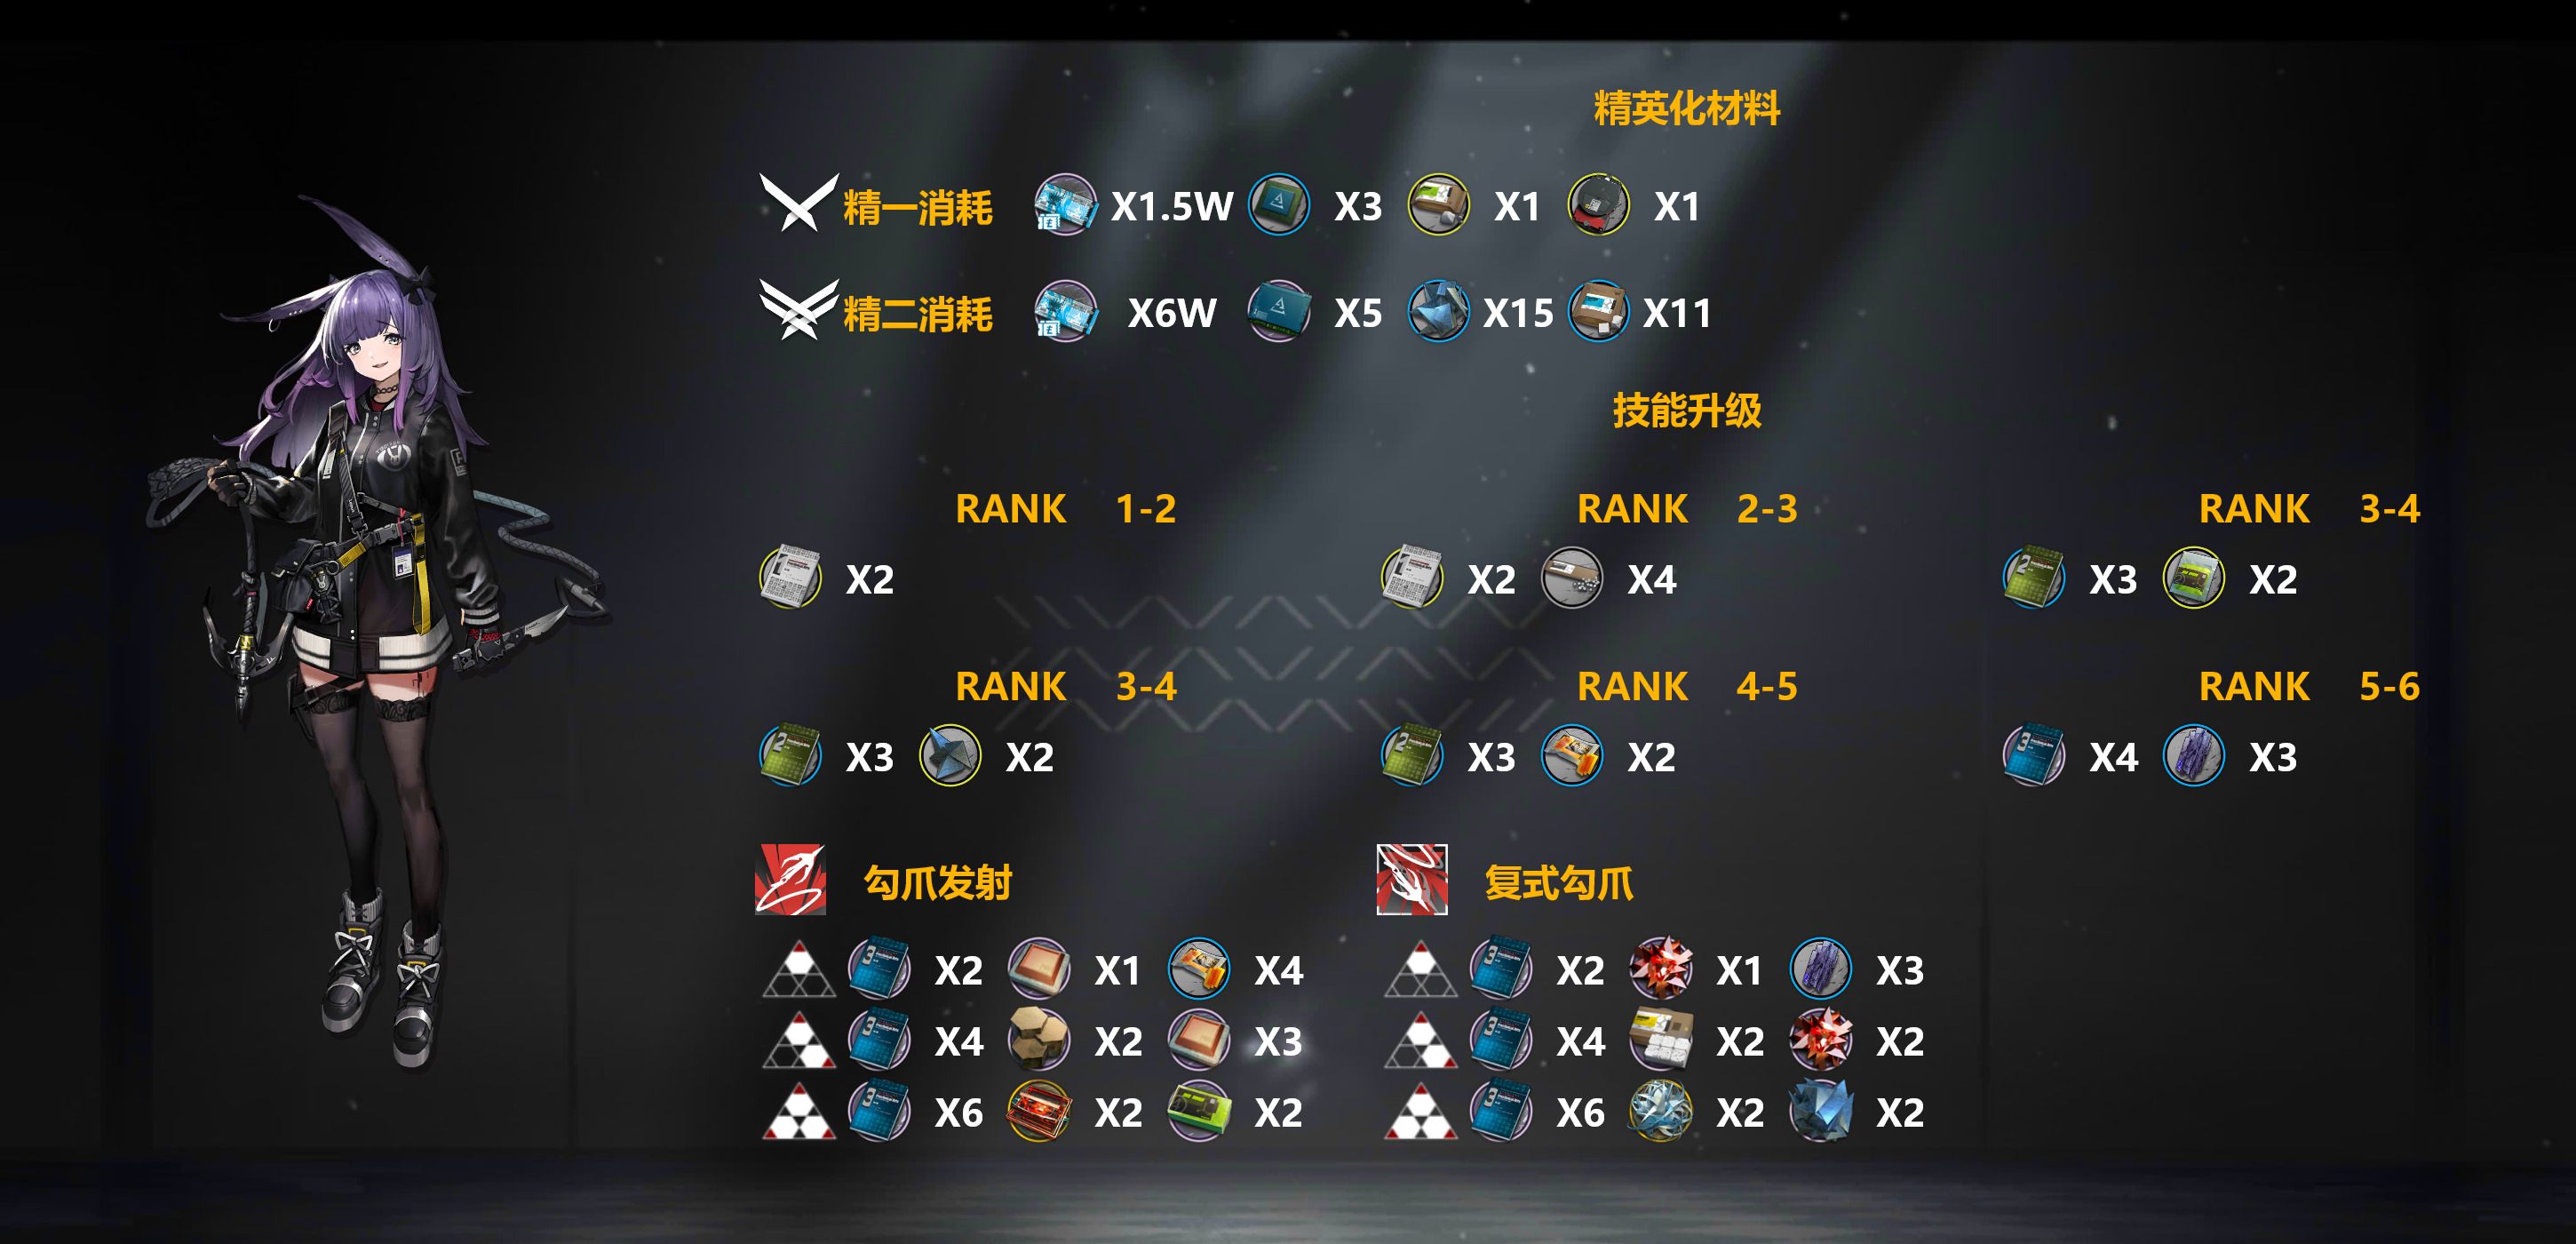 精英化材料
精一消耗 X1.5W X3 X1 X1
精二消耗 X6W X5 X15 X11
技能升级
RANK 1-2 RANK 2-3 RANK 3-4
X2 X2 X4 X3 X2
RANK 3-4 RANK 4-5 RANK 5-6
X3 X2 X3 X2 X4 X3
勾爪发射 复式勾爪
X2 X1 X4 X2 X1 X3
X4 X2 X3 X4 X2 X2
X6 X2 X2 X6 X2 X2